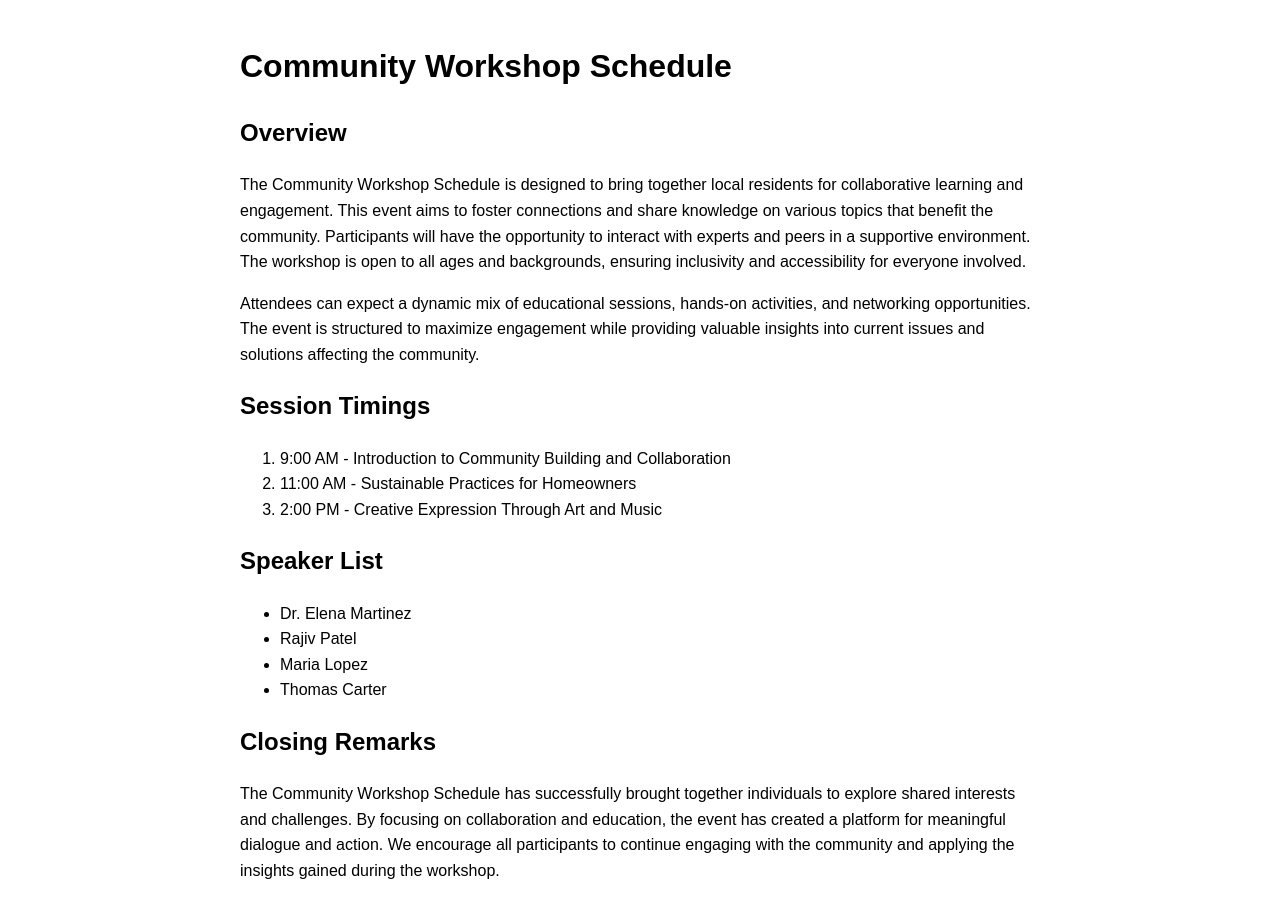 Community Workshop Schedule
Overview
The Community Workshop Schedule is designed to bring together local residents for collaborative learning and
engagement. This event aims to foster connections and share knowledge on various topics that benefit the
community. Participants will have the opportunity to interact with experts and peers in a supportive environment.
The workshop is open to all ages and backgrounds, ensuring inclusivity and accessibility for everyone involved.
Attendees can expect a dynamic mix of educational sessions, hands-on activities, and networking opportunities.
The event is structured to maximize engagement while providing valuable insights into current issues and
solutions affecting the community.
Session Timings
1. 9:00 AM - Introduction to Community Building and Collaboration
2. 11:00 AM - Sustainable Practices for Homeowners
3. 2:00 PM - Creative Expression Through Art and Music
Speaker List
• Dr. Elena Martinez
• Rajiv Patel
• Maria Lopez
• Thomas Carter
Closing Remarks
The Community Workshop Schedule has successfully brought together individuals to explore shared interests
and challenges. By focusing on collaboration and education, the event has created a platform for meaningful
dialogue and action. We encourage all participants to continue engaging with the community and applying the
insights gained during the workshop.